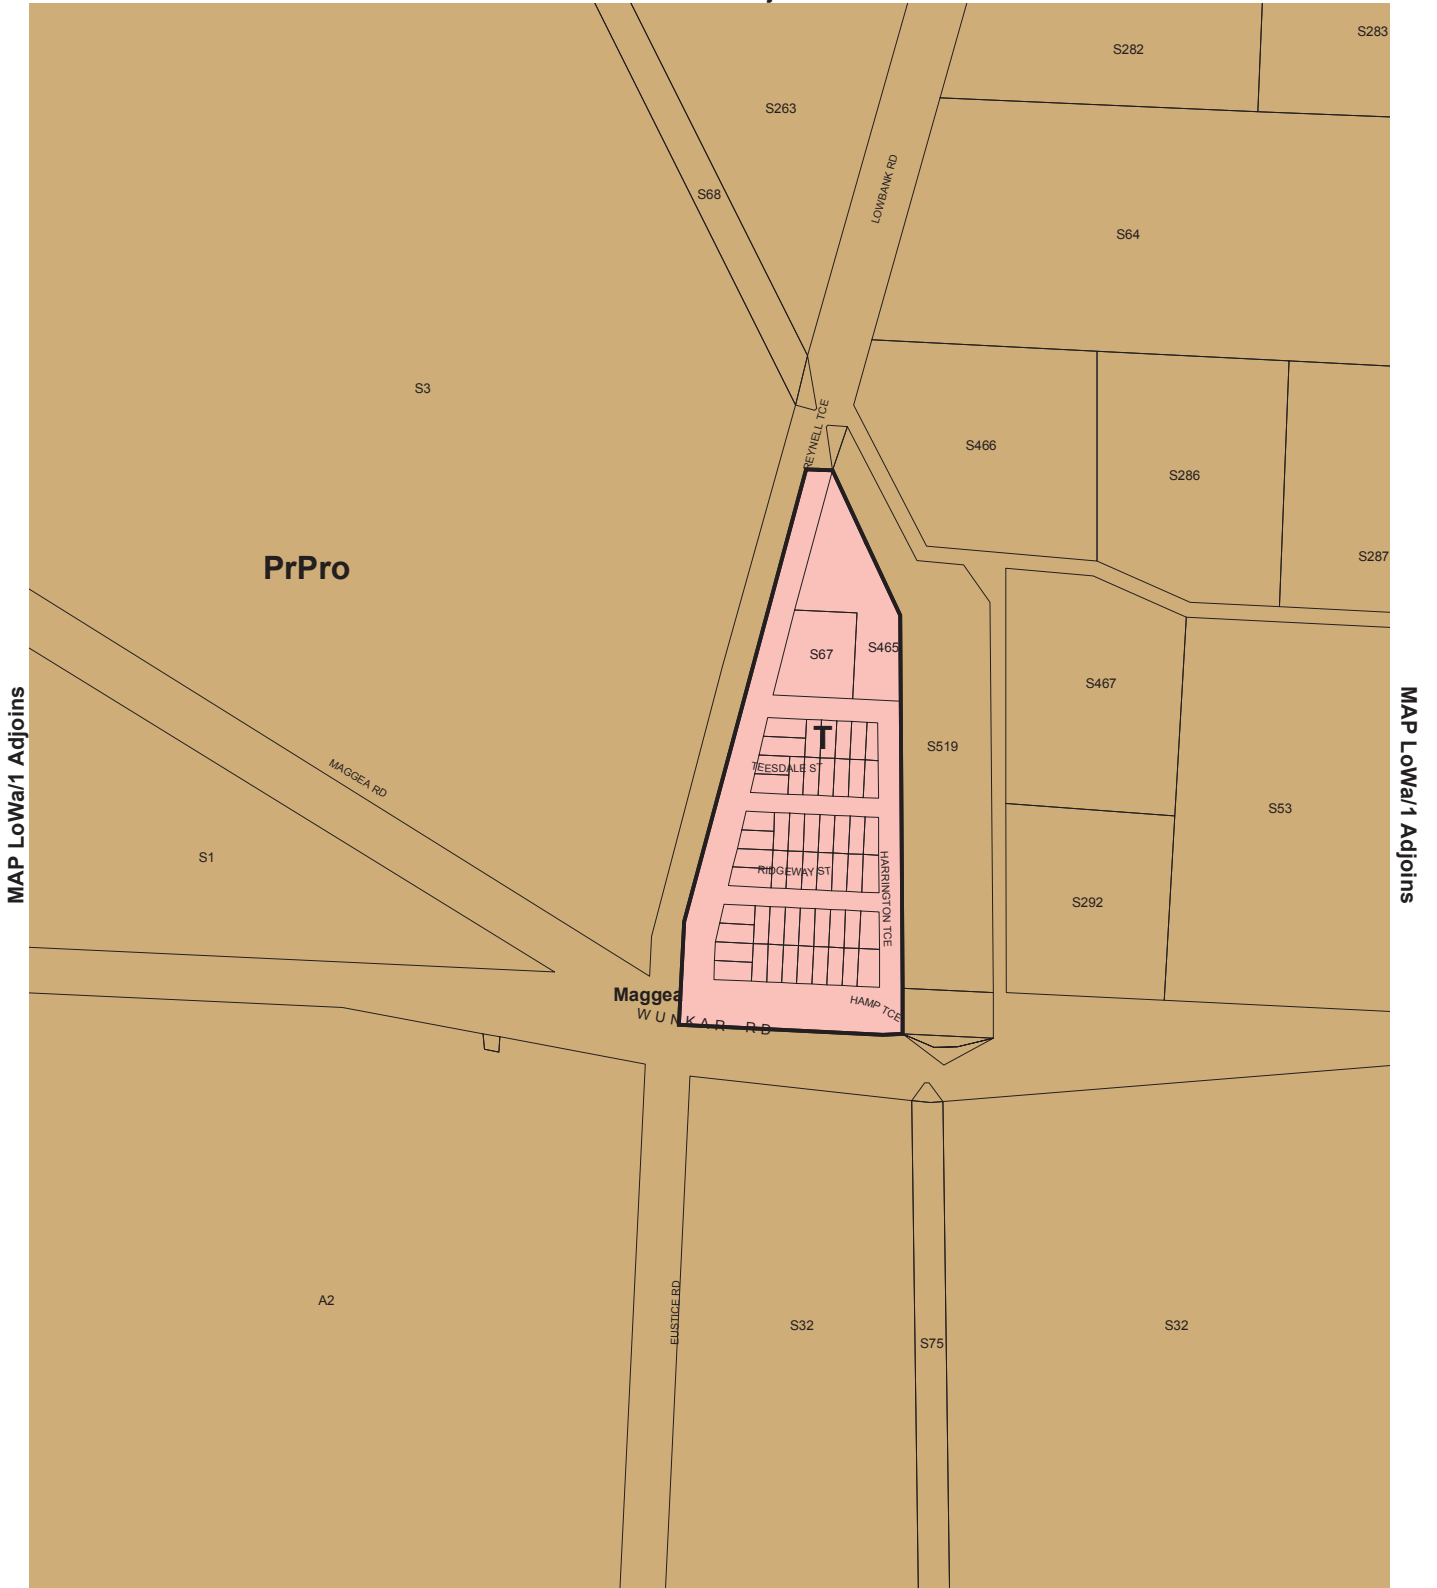 S283
S282
S263
LOWBANK RD
S68
S64
S3
REYNELL TCE
S466
S286
S287
PrPro
S67
S465
S467
MAP LoWa/1 Adjoins
MAP LoWa/1 Adjoins
T
S519
TEESDALE ST
MAGGEA RD
S53
S1
RIDGEWAY ST
HARRINGTON TCE
S292
Maggea
HAMP TCE
WUNKAR RD
A2
EUSTICE RD
S32
S75
S32